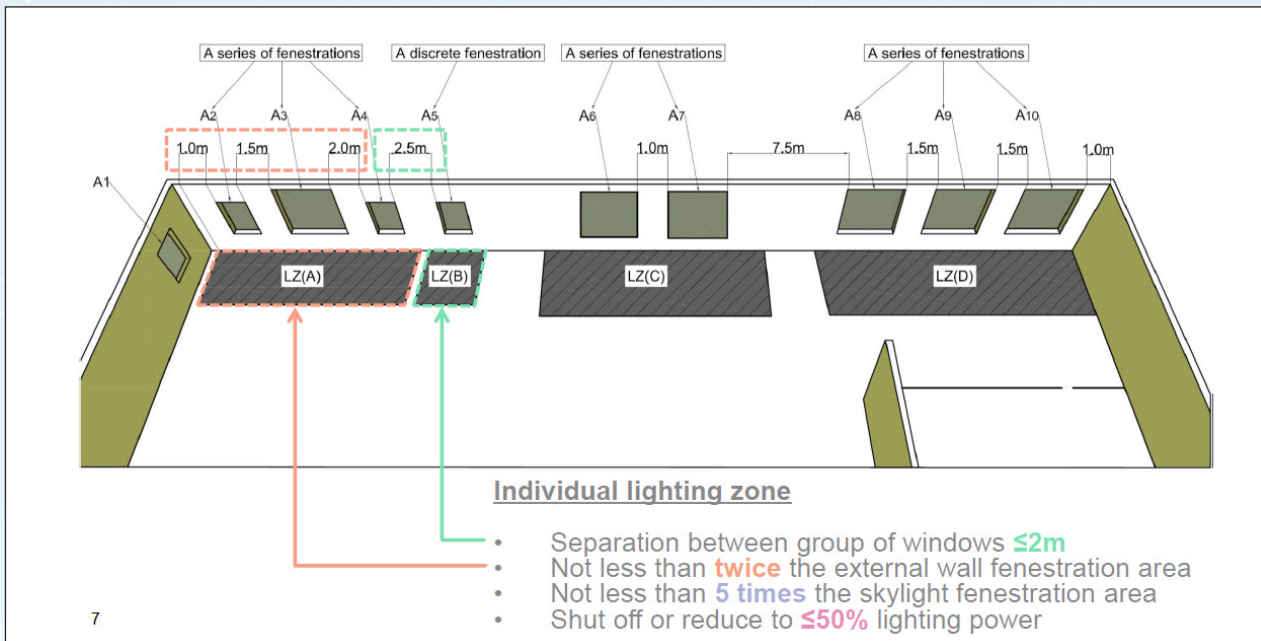 A series of fenestrations
A discrete fenestration
A series of fenestrations
A series of fenestrations
A2
A3
A4
A5
A6
A7
A8
A9
A10
1.0m
1.5m
2.0m
2.5m
1.0m
7.5m
1.5m
1.5m
1.0m
A1
LZ(A)
LZ(B)
LZ(C)
LZ(D)
Individual lighting zone
• Separation between group of windows ≤2m
• Not less than twice the external wall fenestration area
• Not less than 5 times the skylight fenestration area
• Shut off or reduce to ≤50% lighting power
7